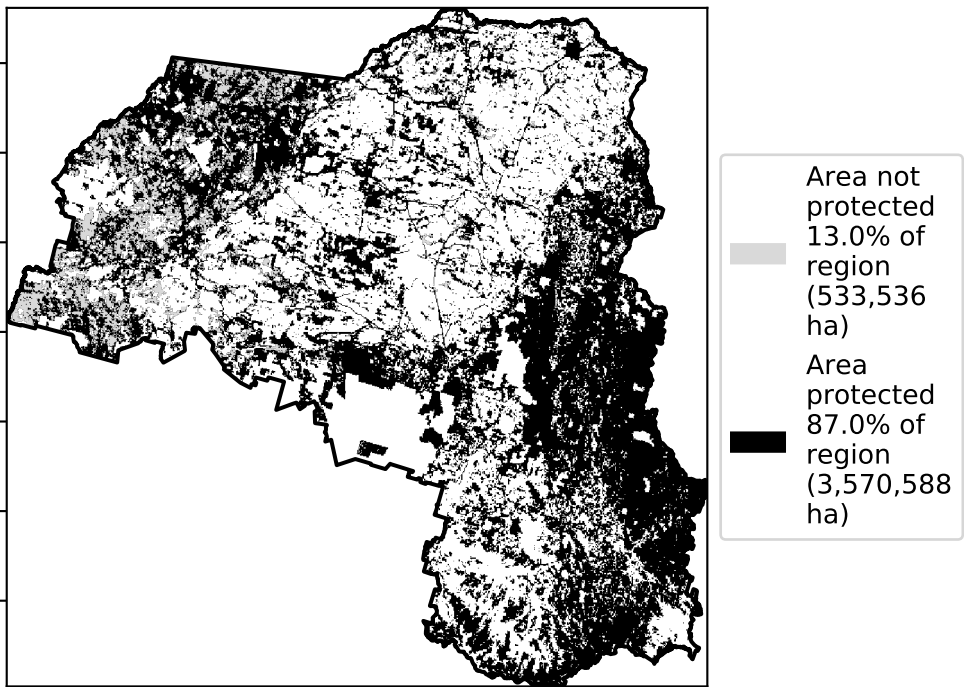 Area not
protected
13.0% of
region
(533,536
ha)
Area
protected
87.0% of
region
(3,570,588
ha)